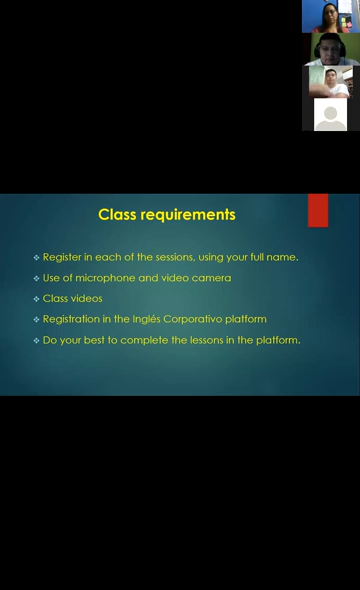 Class requirements
Register in each of the sessions, using your full name.
Use of microphone and video camera
Class videos
Registration in the Inglés Corporativo platform
Do your best to complete the lessons in the platform.